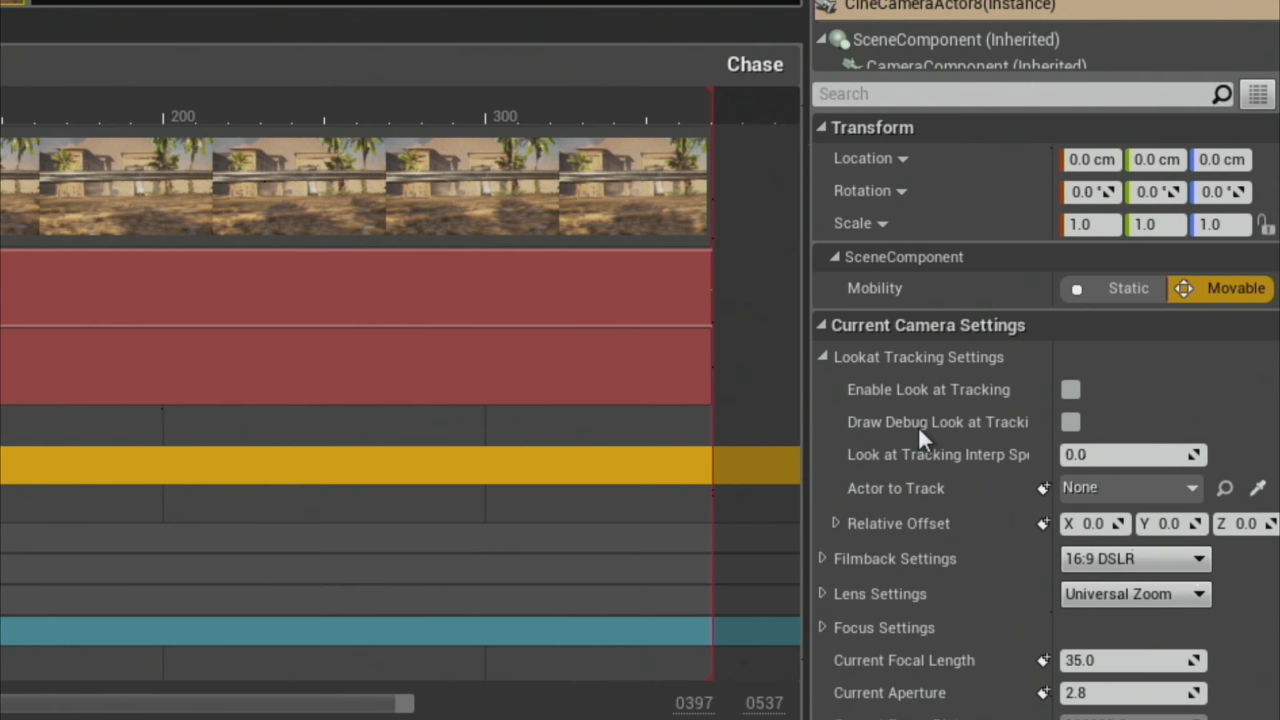 CineCameraActor8(Instance)
SceneComponent (Inherited)
CameraComponent (Inherited)
Chase
Search
200
300
Transform
Location 0.0 cm 0.0 cm 0.0 cm
Rotation 0.0 ° 0.0 ° 0.0 °
Scale 1.0 1.0 1.0
SceneComponent
Mobility Static Movable
Current Camera Settings
Lookat Tracking Settings
Enable Look at Tracking
Draw Debug Look at Tracki
Look at Tracking Interp Spe 0.0
Actor to Track None
Relative Offset X 0.0 Y 0.0 Z 0.0
Filmback Settings 16:9 DSLR
Lens Settings Universal Zoom
Focus Settings
Current Focal Length 35.0
Current Aperture 2.8
0397 0537